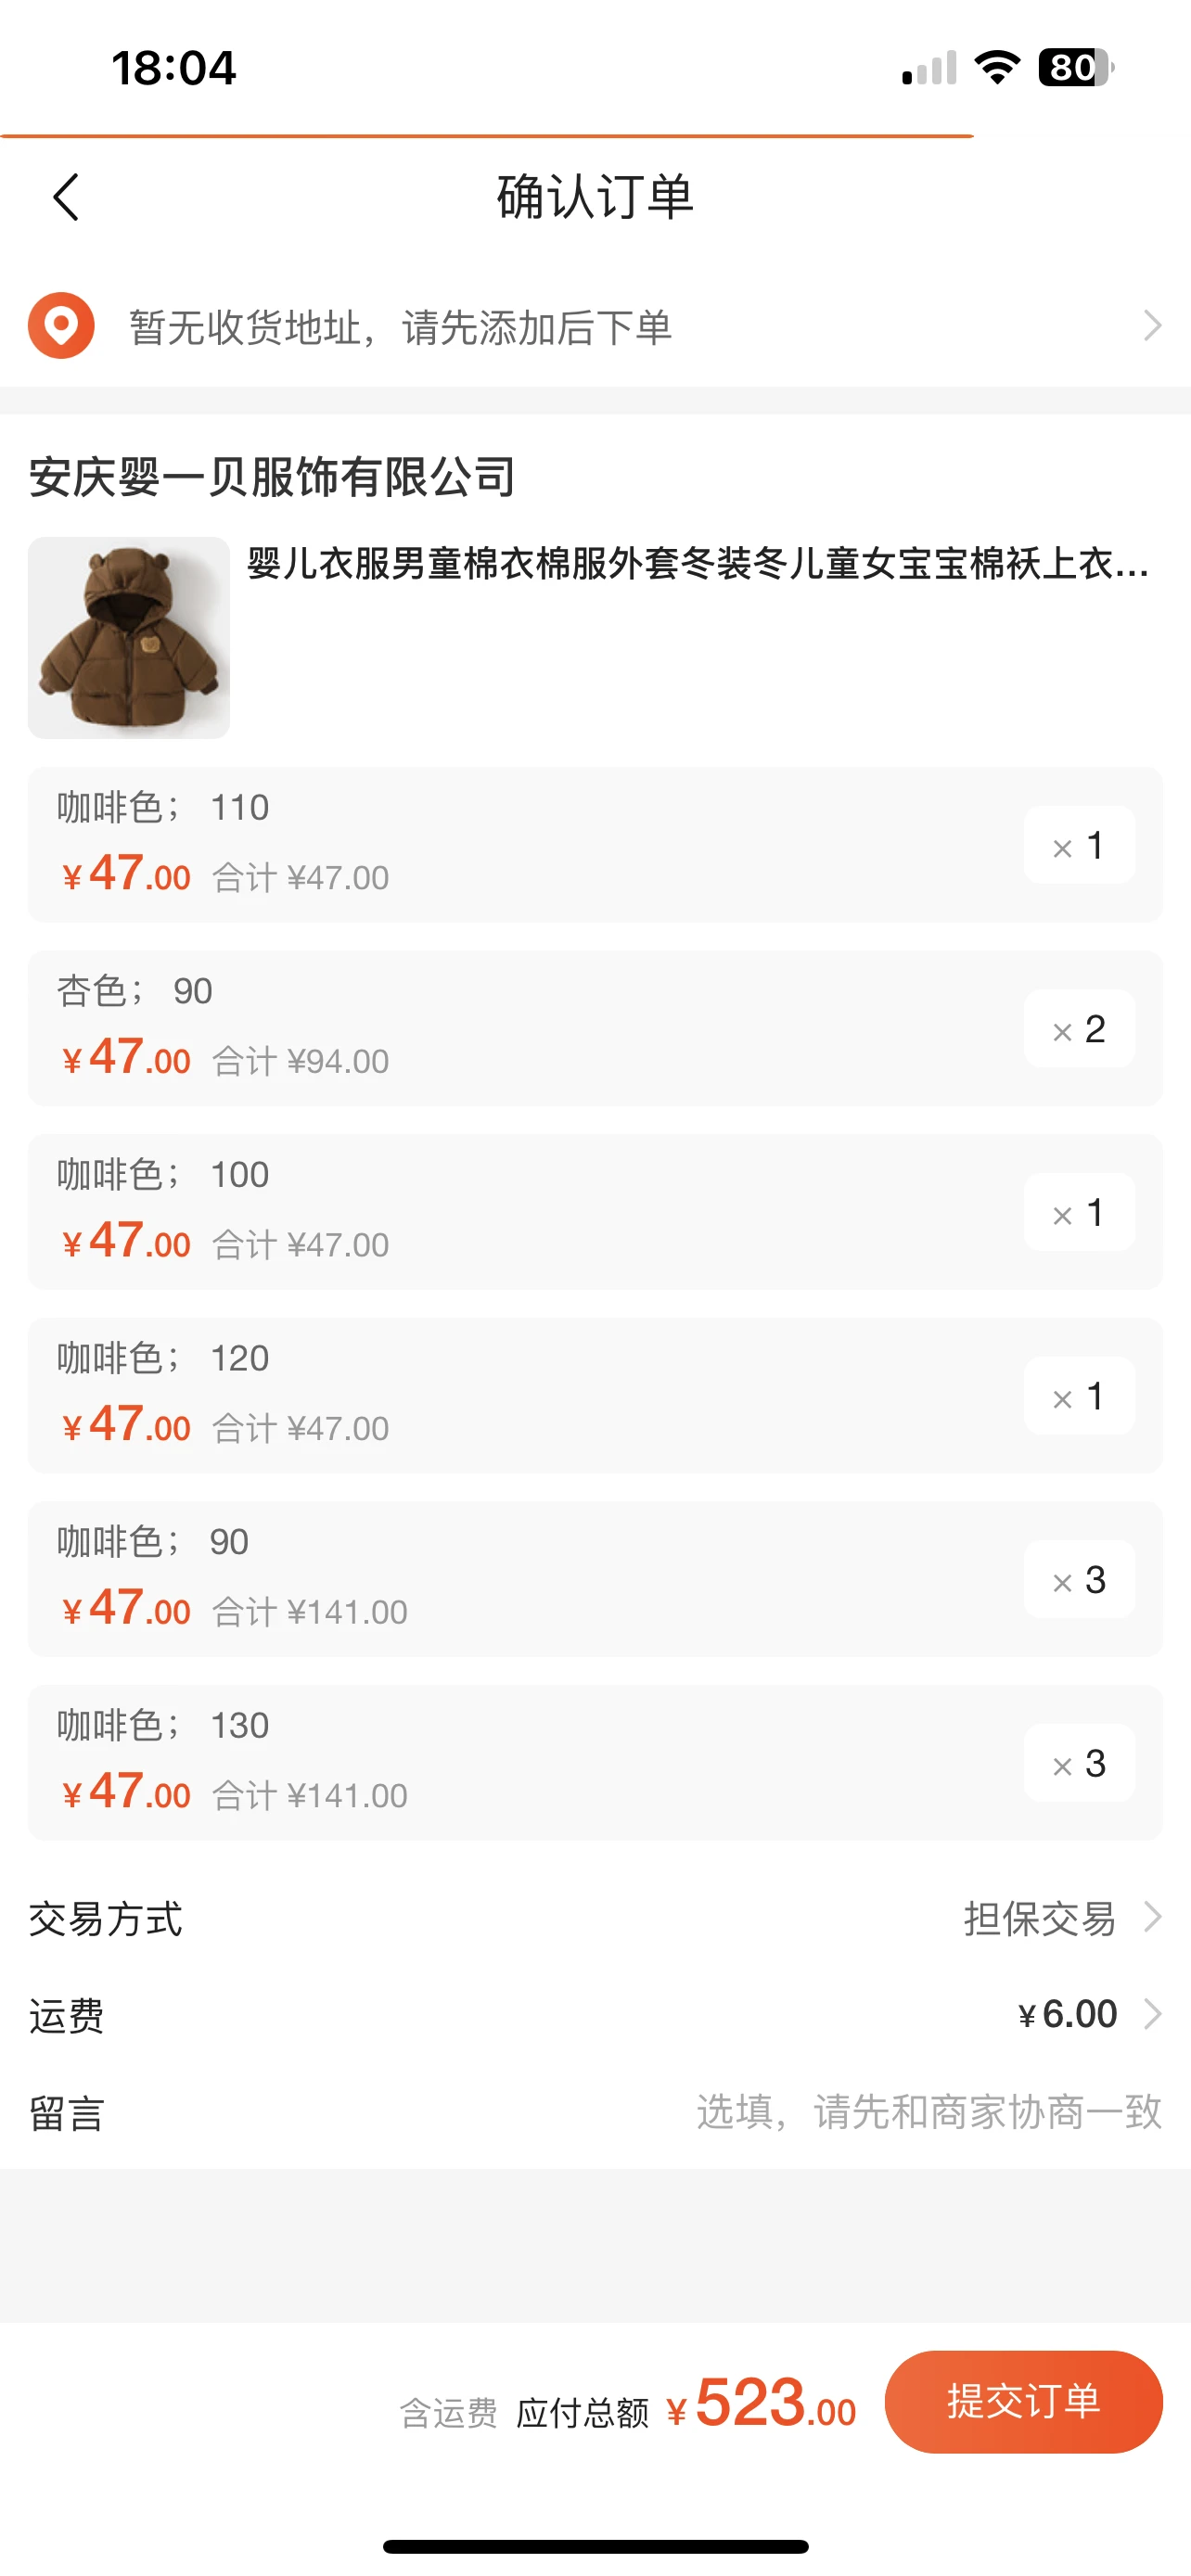 18:04
80
确认订单
暂无收货地址，请先添加后下单
安庆婴一贝服饰有限公司
婴儿衣服男童棉衣棉服外套冬装冬儿童女宝宝棉袄上衣...
咖啡色； 110
× 1
¥47.00 合计 ¥47.00
杏色； 90
× 2
¥47.00 合计 ¥94.00
咖啡色； 100
× 1
¥47.00 合计 ¥47.00
咖啡色； 120
× 1
¥47.00 合计 ¥47.00
咖啡色； 90
× 3
¥47.00 合计 ¥141.00
咖啡色； 130
× 3
¥47.00 合计 ¥141.00
交易方式 担保交易
运费 ¥6.00
留言 选填，请先和商家协商一致
含运费 应付总额 ¥523.00 提交订单